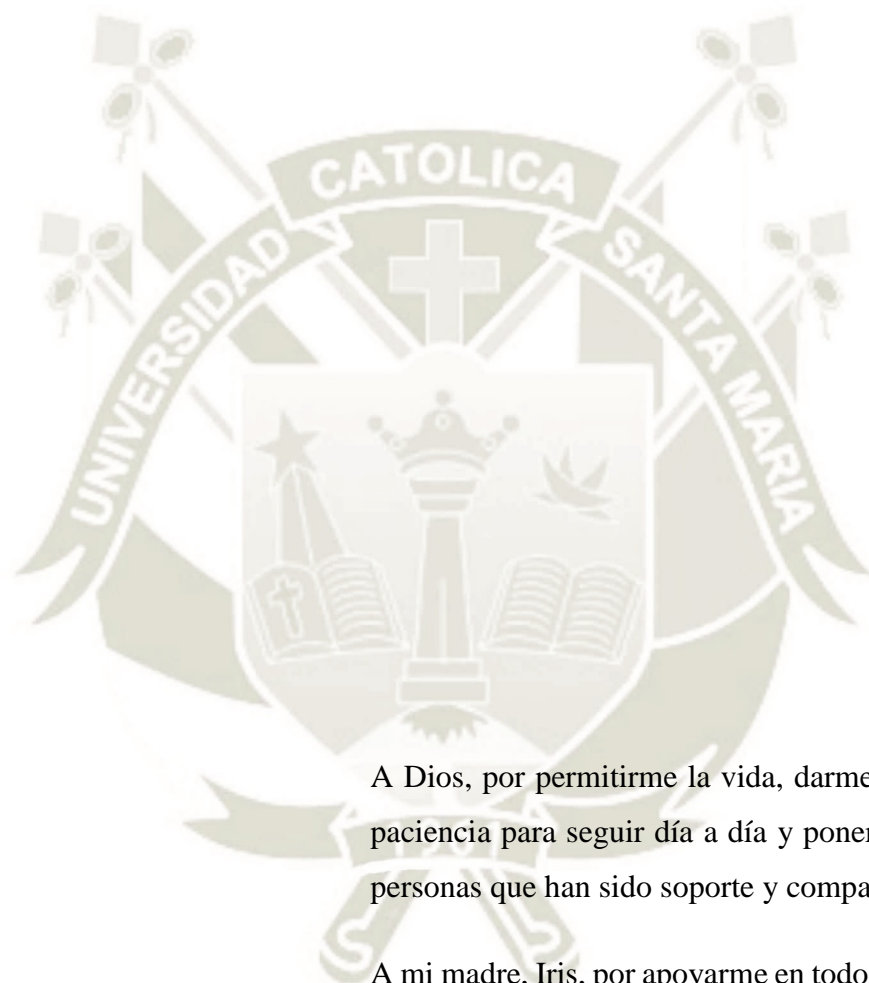 UNIVERSIDAD CATOLICA SANTA MARIA
A Dios, por permitirme la vida, darme
paciencia para seguir día a día y poner
personas que han sido soporte y compa
1961
A mi madre, Iris, por apoyarme en todo